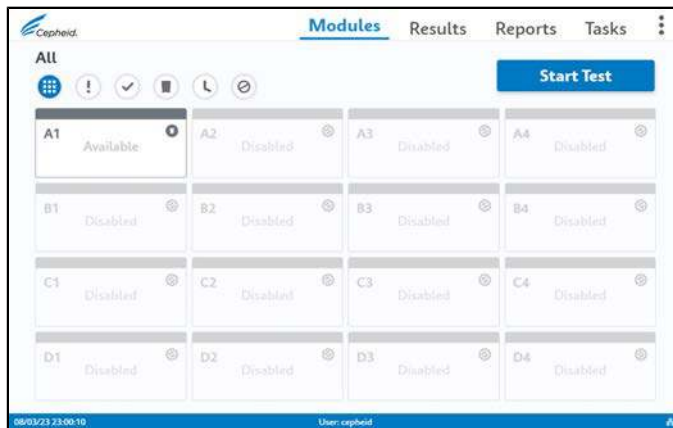 Cepheid. Modules Results Reports Tasks
All
Start Test
A1 Available A2 Disabled A3 Disabled A4 Disabled
B1 Disabled B2 Disabled B3 Disabled B4 Disabled
C1 Disabled C2 Disabled C3 Disabled C4 Disabled
D1 Disabled D2 Disabled D3 Disabled D4 Disabled
08/03/23 23:00:10 User: cepheid